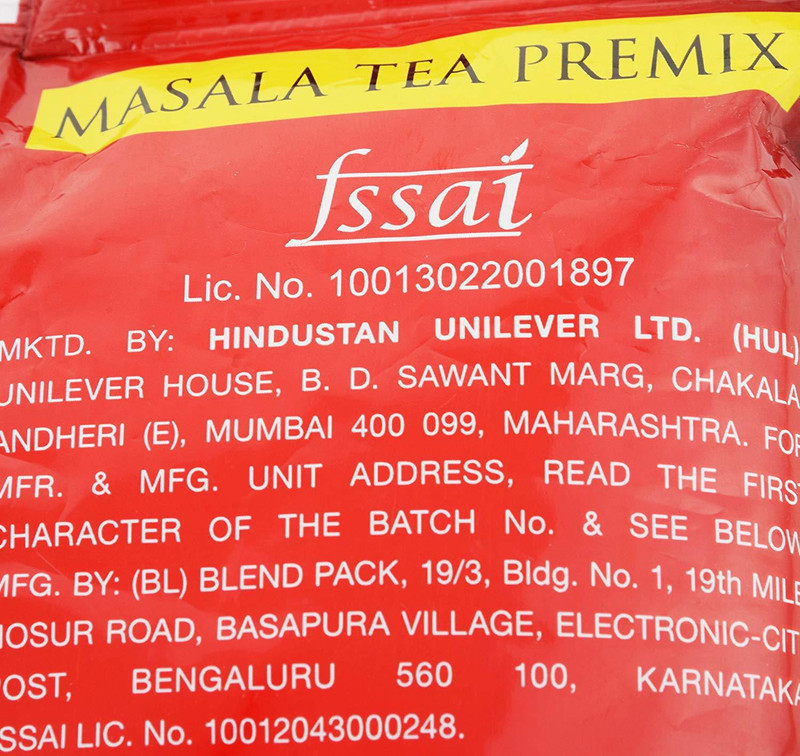 MASALA TEA PREMIX
fssai
Lic. No. 10013022001897
MKTD. BY: HINDUSTAN UNILEVER LTD. (HUL)
UNILEVER HOUSE, B. D. SAWANT MARG, CHAKALA,
ANDHERI (E), MUMBAI 400 099, MAHARASHTRA. FOR
MFR. & MFG. UNIT ADDRESS, READ THE FIRST
CHARACTER OF THE BATCH No. & SEE BELOW
MFG. BY: (BL) BLEND PACK, 19/3, Bldg. No. 1, 19th MILE
HOSUR ROAD, BASAPURA VILLAGE, ELECTRONIC-CITY
POST, BENGALURU 560 100, KARNATAKA
FSSAI LIC. No. 10012043000248.